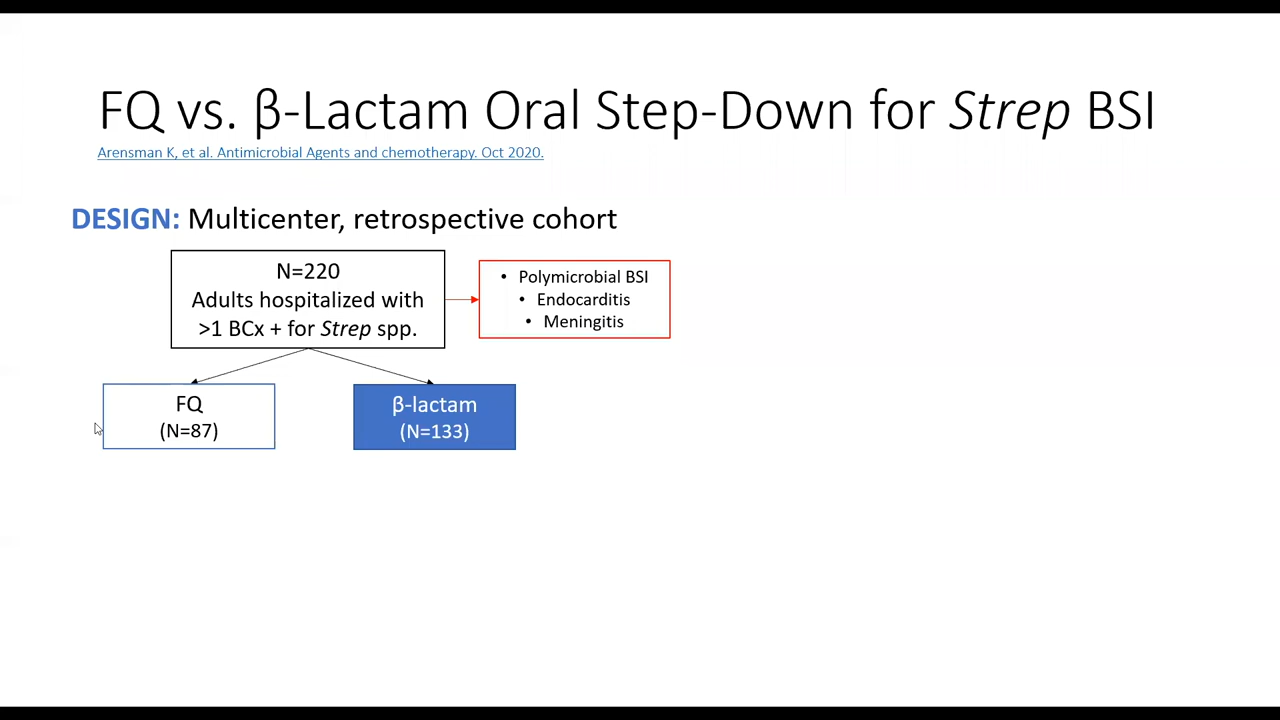 FQ vs. β-Lactam Oral Step-Down for Strep BSI
Arensman K, et al. Antimicrobial Agents and chemotherapy. Oct 2020.
DESIGN: Multicenter, retrospective cohort
N=220
Adults hospitalized with
>1 BCx + for Strep spp.
• Polymicrobial BSI
• Endocarditis
• Meningitis
FQ
(N=87)
β-lactam
(N=133)